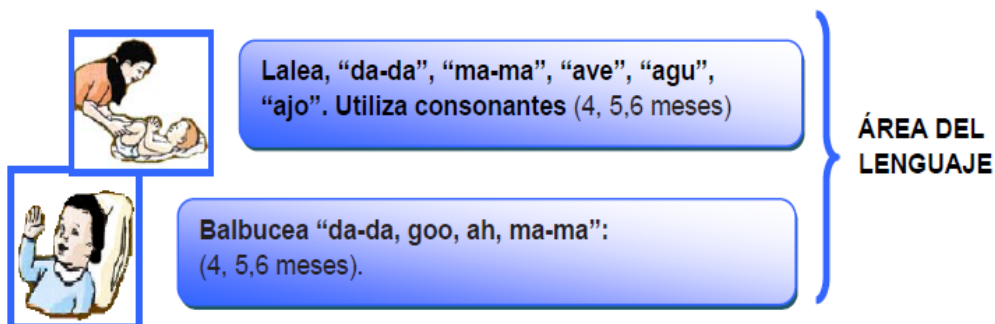 Lalea, “da-da”, “ma-ma”, “ave”, “agu”,
“ajo”. Utiliza consonantes (4, 5,6 meses)
ÁREA DEL
LENGUAJE
Balbucea “da-da, goo, ah, ma-ma”:
(4, 5,6 meses).